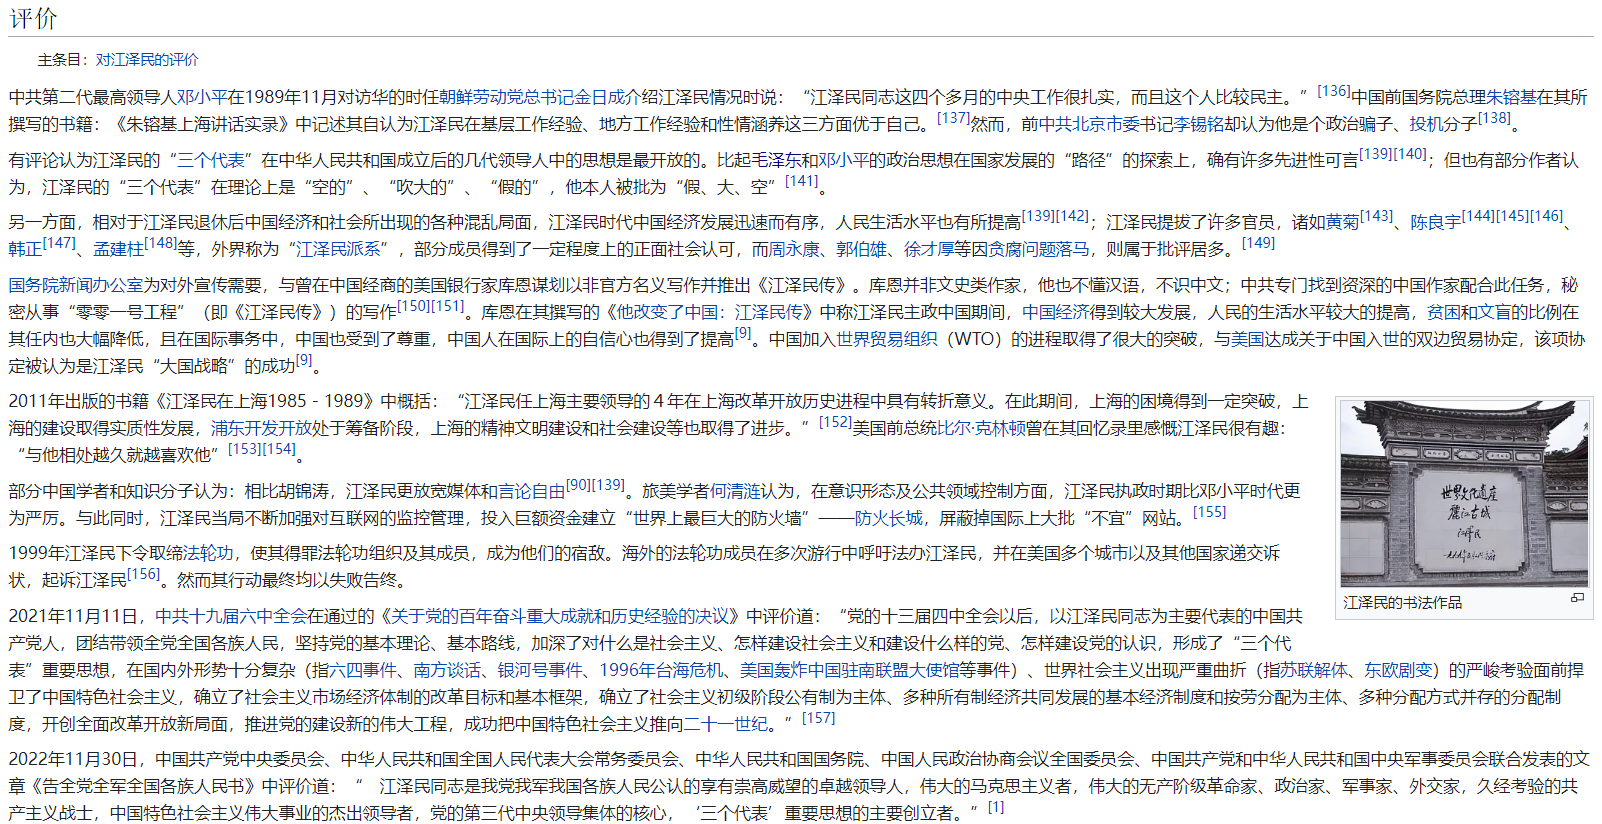 评价
主条目：对江泽民的评价
中共第二代最高领导人邓小平在1989年11月对访华的时任朝鲜劳动党总书记金日成介绍江泽民情况时说：“江泽民同志这四个多月的中央工作很扎实，而且这个人比较民主。”[136]中国前国务院总理朱镕基在其所
撰写的书籍：《朱镕基上海讲话实录》中记述其自认为江泽民在基层工作经验、地方工作经验和性情涵养这三方面优于自己。[137]然而，前中共北京市委书记李锡铭却认为他是个政治骗子、投机分子[138]。
有评论认为江泽民的“三个代表”在中华人民共和国成立后的几代领导人中的思想是最开放的。比起毛泽东和邓小平的政治思想在国家发展的“路径”的探索上，确有许多先进性可言[139][140]；但也有部分作者认
为，江泽民的“三个代表”在理论上是“空的”、“吹大的”、“假的”，他本人被批为“假、大、空”[141]。
另一方面，相对于江泽民退休后中国经济和社会所出现的各种混乱局面，江泽民时代中国经济发展迅速而有序，人民生活水平也有所提高[139][142]；江泽民提拔了许多官员，诸如黄菊[143]、陈良宇[144][145][146]、
韩正[147]、孟建柱[148]等，外界称为“江泽民派系”，部分成员得到了一定程度上的正面社会认可，而周永康、郭伯雄、徐才厚等因贪腐问题落马，则属于批评居多。[149]
国务院新闻办公室为对外宣传需要，与曾在中国经商的美国银行家库恩谋划以非官方名义写作并推出《江泽民传》。库恩并非文史类作家，他也不懂汉语，不识中文；中共专门找到资深的中国作家配合此任务，秘
密从事“零零一号工程”（即《江泽民传》）的写作[150][151]。库恩在其撰写的《他改变了中国：江泽民传》中称江泽民主政中国期间，中国经济得到较大发展，人民的生活水平较大的提高，贫困和文盲的比例在
其任内也大幅降低，且在国际事务中，中国也受到了尊重，中国人在国际上的自信心也得到了提高[9]。中国加入世界贸易组织（WTO）的进程取得了很大的突破，与美国达成关于中国入世的双边贸易协定，该项协
定被认为是江泽民“大国战略”的成功[9]。
2011年出版的书籍《江泽民在上海1985－1989》中概括：“江泽民任上海主要领导的４年在上海改革开放历史进程中具有转折意义。在此期间，上海的困境得到一定突破，上
海的建设取得实质性发展，浦东开发开放处于筹备阶段，上海的精神文明建设和社会建设等也取得了进步。”[152]美国前总统比尔·克林顿曾在其回忆录里感慨江泽民很有趣：
“与他相处越久就越喜欢他”[153][154]。
部分中国学者和知识分子认为：相比胡锦涛，江泽民更放宽媒体和言论自由[90][139]。旅美学者何清涟认为，在意识形态及公共领域控制方面，江泽民执政时期比邓小平时代更
为严厉。与此同时，江泽民当局不断加强对互联网的监控管理，投入巨额资金建立“世界上最巨大的防火墙”——防火长城，屏蔽掉国际上大批“不宜”网站。[155]
1999年江泽民下令取缔法轮功，使其得罪法轮功组织及其成员，成为他们的宿敌。海外的法轮功成员在多次游行中呼吁法办江泽民，并在美国多个城市以及其他国家递交诉
状，起诉江泽民[156]。然而其行动最终均以失败告终。
世界文化遗产
丽江古城
江泽民
江泽民的书法作品
2021年11月11日，中共十九届六中全会在通过的《关于党的百年奋斗重大成就和历史经验的决议》中评价道：“党的十三届四中全会以后，以江泽民同志为主要代表的中国共
产党人，团结带领全党全国各族人民，坚持党的基本理论、基本路线，加深了对什么是社会主义、怎样建设社会主义和建设什么样的党、怎样建设党的认识，形成了“三个代
表”重要思想，在国内外形势十分复杂（指六四事件、南方谈话、银河号事件、1996年台海危机、美国轰炸中国驻南联盟大使馆等事件）、世界社会主义出现严重曲折（指苏联解体、东欧剧变）的严峻考验面前捍
卫了中国特色社会主义，确立了社会主义市场经济体制的改革目标和基本框架，确立了社会主义初级阶段公有制为主体、多种所有制经济共同发展的基本经济制度和按劳分配为主体、多种分配方式并存的分配制
度，开创全面改革开放新局面，推进党的建设新的伟大工程，成功把中国特色社会主义推向二十一世纪。”[157]
2022年11月30日，中国共产党中央委员会、中华人民共和国全国人民代表大会常务委员会、中华人民共和国国务院、中国人民政治协商会议全国委员会、中国共产党和中华人民共和国中央军事委员会联合发表的文
章《告全党全军全国各族人民书》中评价道：“　江泽民同志是我党我军我国各族人民公认的享有崇高威望的卓越领导人，伟大的马克思主义者，伟大的无产阶级革命家、政治家、军事家、外交家，久经考验的共
产主义战士，中国特色社会主义伟大事业的杰出领导者，党的第三代中央领导集体的核心，‘三个代表’重要思想的主要创立者。”[1]